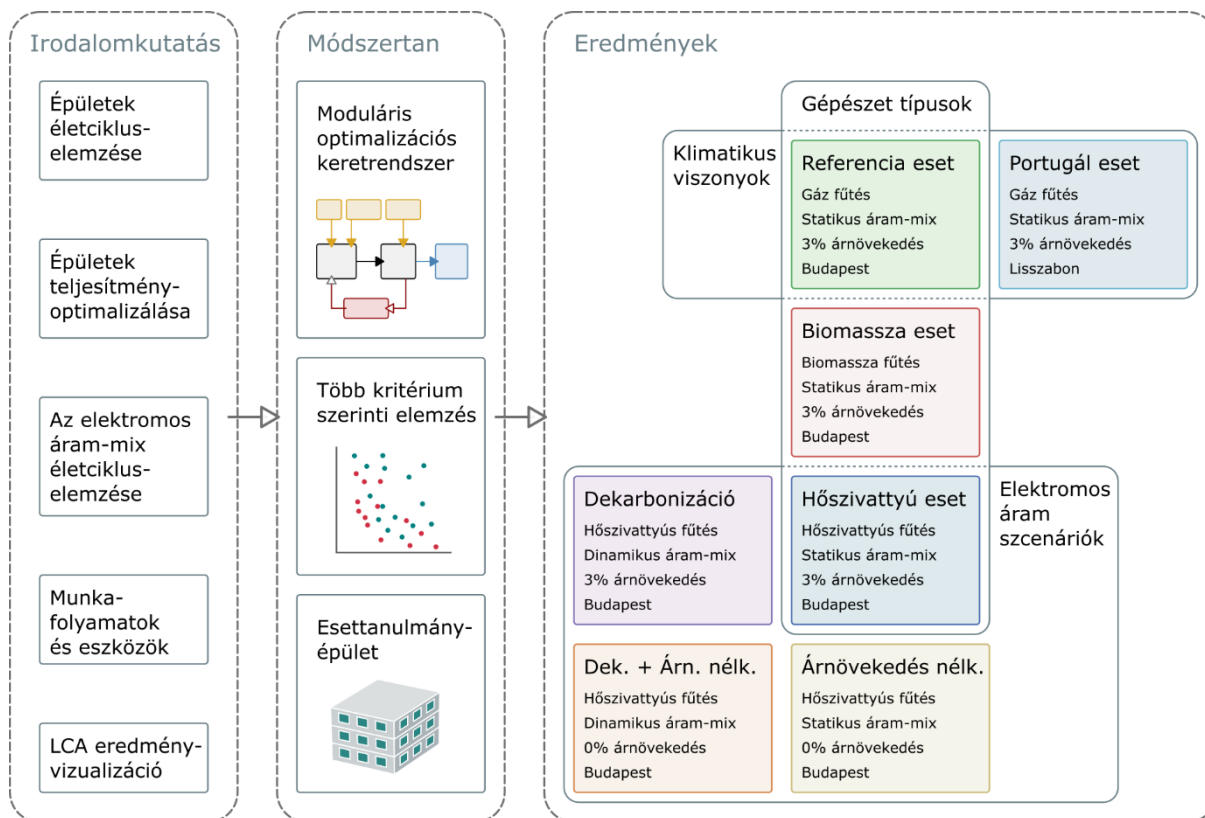 Irodalomkutatás
Épületek
életciklus-
elemzése
Épületek
teljesítmény-
optimalizálása
Az elektromos
áram-mix
életciklus-
elemzése
Munka-
folyamatok
és eszközök
LCA eredmény-
vizualizáció
Módszertan
Moduláris
optimalizációs
keretrendszer
Több kritérium
szerinti elemzés
Esettanulmány-
épület
Eredmények
Gépészet típusok
Klimatikus
viszonyok
Referencia eset
Gáz fűtés
Statikus áram-mix
3% árnövekedés
Budapest
Portugál eset
Gáz fűtés
Statikus áram-mix
3% árnövekedés
Lisszabon
Biomassza eset
Biomassza fűtés
Statikus áram-mix
3% árnövekedés
Budapest
Dekarbonizáció
Hőszivattyús fűtés
Dinamikus áram-mix
3% árnövekedés
Budapest
Hőszivattyú eset
Hőszivattyús fűtés
Statikus áram-mix
3% árnövekedés
Budapest
Elektromos
áram
szcenáriók
Dek. + Árn. nélk.
Hőszivattyús fűtés
Dinamikus áram-mix
0% árnövekedés
Budapest
Árnövekedés nélk.
Hőszivattyús fűtés
Statikus áram-mix
0% árnövekedés
Budapest